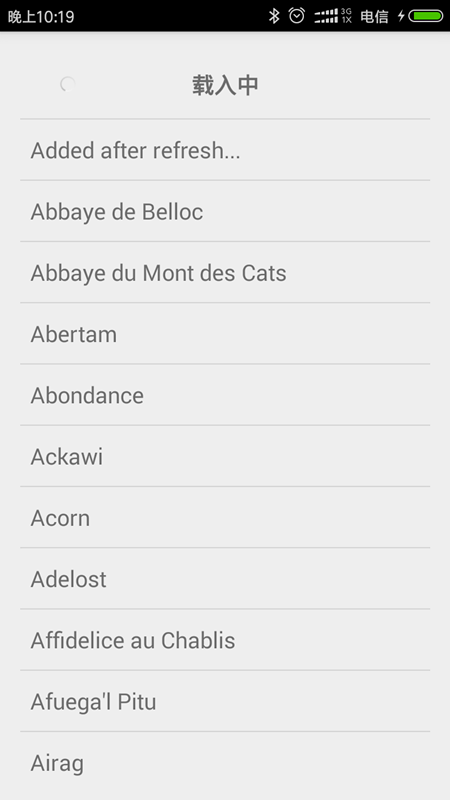 晚上10:19
3G
1X
电信
载入中
Added after refresh...
Abbaye de Belloc
Abbaye du Mont des Cats
Abertam
Abondance
Ackawi
Acorn
Adelost
Affidelice au Chablis
Afuega'l Pitu
Airag